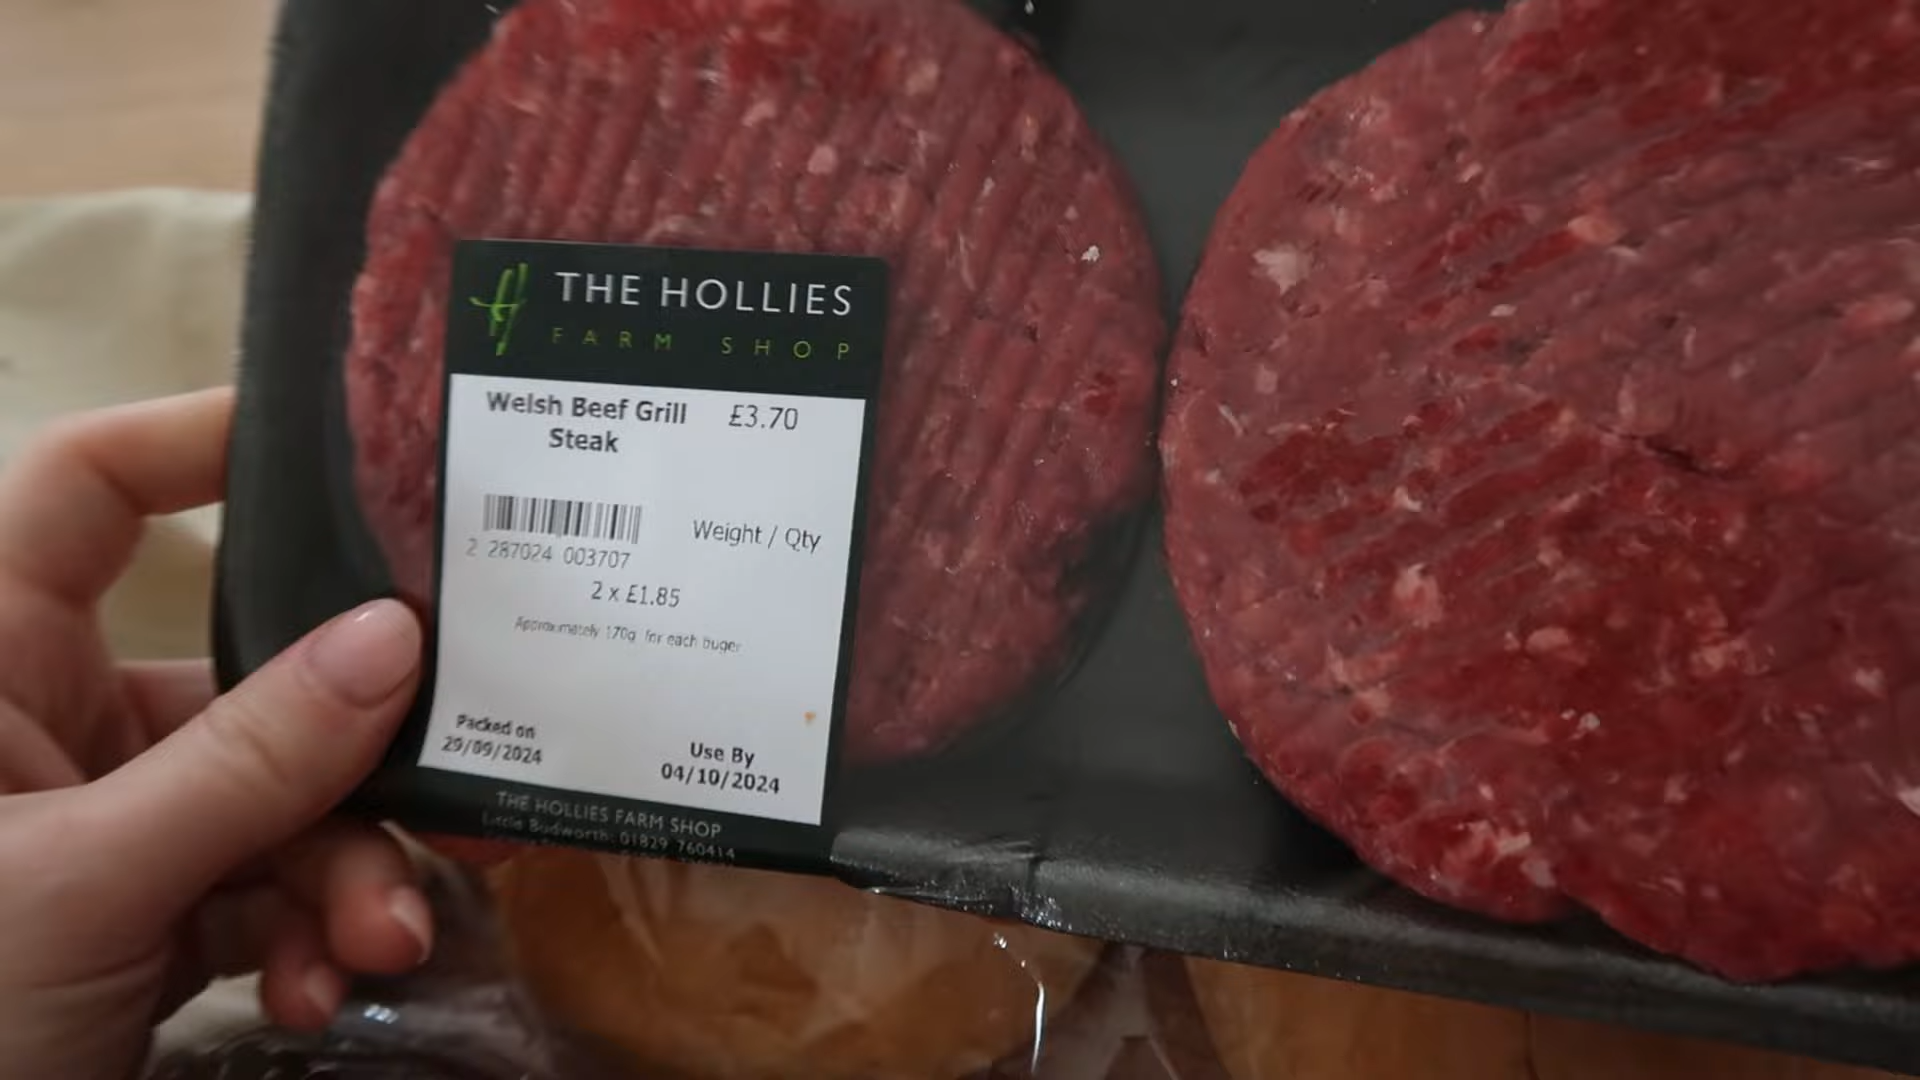 THE HOLLIES
FARM SHOP
Welsh Beef Grill £3.70
Steak
Weight / Qty
2 287024 003707
2 x £1.85
Approximately 170g for each buger
Packed on
29/09/2024
Use By
04/10/2024
THE HOLLIES FARM SHOP
Little Budworth: 01829 760414